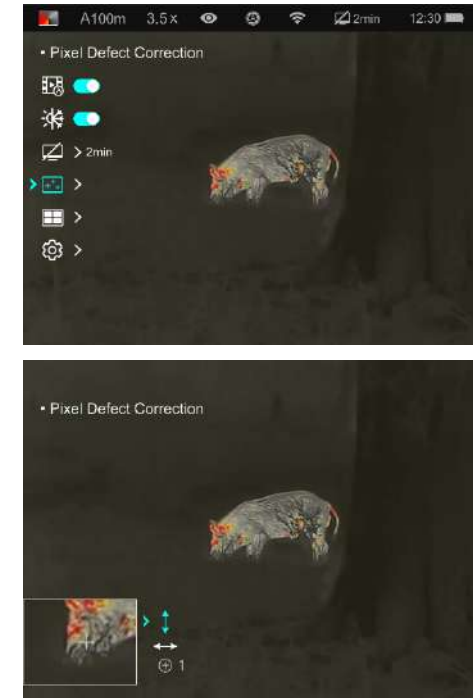 A100m 3.5x 2min 12:30
▪ Pixel Defect Correction
> 2min
▪ Pixel Defect Correction
1